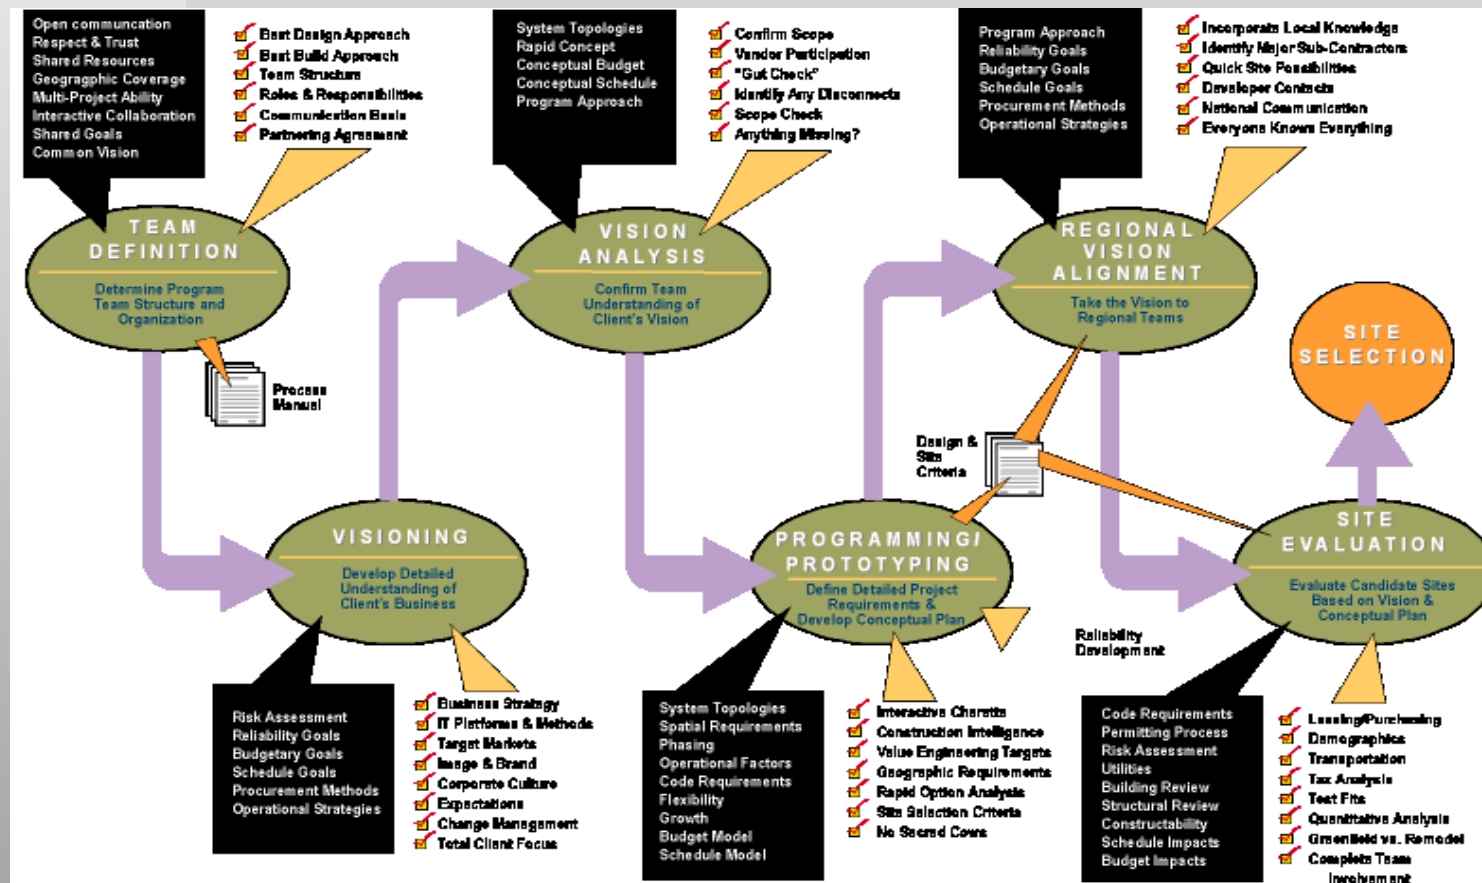 Open communcation
Respect & Trust
Shared Resources
Geographic Coverage
Multi-Project Ability
Interactive Collaboration
Shared Goals
Common Vision
Best Design Approach
Best Build Approach
Team Structure
Roles & Responsibilities
Communication Basis
Partnering Agreement
TEAM
DEFINITION
Determine Program
Team Structure and
Organization
Process
Manual
VISIONING
Develop Detailed
Understanding of
Client's Business
Risk Assessment
Reliability Goals
Budgetary Goals
Schedule Goals
Procurement Methods
Operational Strategies
Business Strategy
IT Platforms & Methods
Target Markets
Image & Brand
Corporate Culture
Expectations
Change Management
Total Client Focus
System Topologies
Rapid Concept
Conceptual Budget
Conceptual Schedule
Program Approach
Confirm Scope
Vendor Participation
"Gut Check"
Identify Any Disconnects
Scope Check
Anything Missing?
VISION
ANALYSIS
Confirm Team
Understanding of
Client's Vision
PROGRAMMING/
PROTOTYPING
Define Detailed Project
Requirements &
Develop Conceptual Plan
System Topologies
Spatial Requirements
Phasing
Operational Factors
Code Requirements
Flexibility
Growth
Budget Model
Schedule Model
Interactive Charette
Construction Intelligence
Value Engineering Targets
Geographic Requirements
Rapid Option Analysis
Site Selection Criteria
No Sacred Cows
Design &
Site
Criteria
Program Approach
Reliability Goals
Budgetary Goals
Schedule Goals
Procurement Methods
Operational Strategies
Incorporate Local Knowledge
Identify Major Sub-Contractors
Quick Site Possibilities
Developer Contacts
National Communication
Everyone Knows Everything
REGIONAL
VISION
ALIGNMENT
Take the Vision to
Regional Teams
SITE
SELECTION
SITE
EVALUATION
Evaluate Candidate Sites
Based on Vision &
Conceptual Plan
Reliability
Development
Code Requirements
Permitting Process
Risk Assessment
Utilities
Building Review
Structural Review
Constructability
Schedule Impacts
Budget Impacts
Leasing/Purchasing
Demographics
Transportation
Tax Analysis
Test Fits
Quantitative Analysis
Greenfield vs. Remodel
Complete Team
Involvement